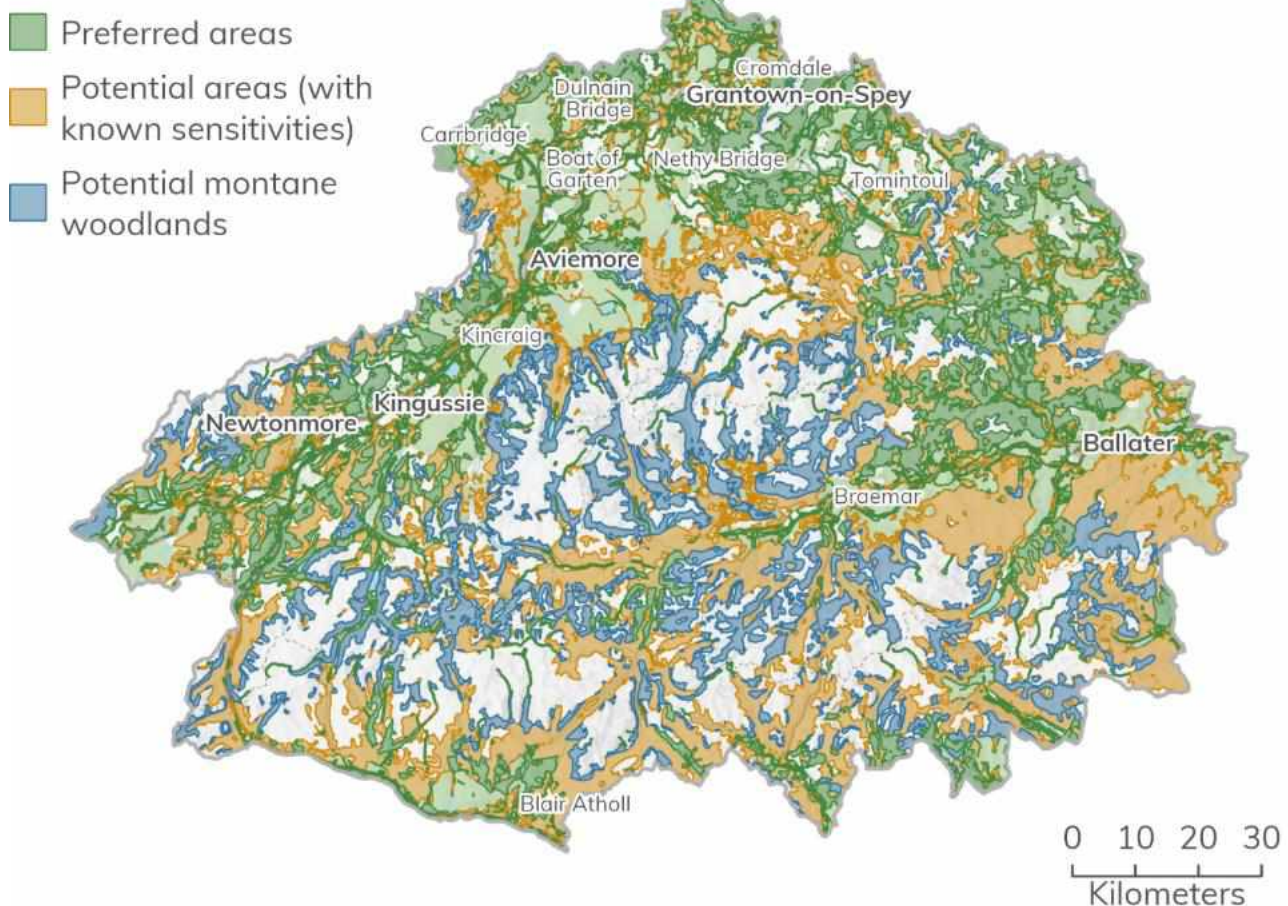 Preferred areas
Potential areas (with
known sensitivities)
Potential montane
woodlands
Cromdale
Grantown-on-Spey
Dulnain
Bridge
Carrbridge
Boat of
Garten
Nethy Bridge
Tomintoul
Aviemore
Kincraig
Kingussie
Newtonmore
Ballater
Braemar
Blair Atholl
0 10 20 30
Kilometers